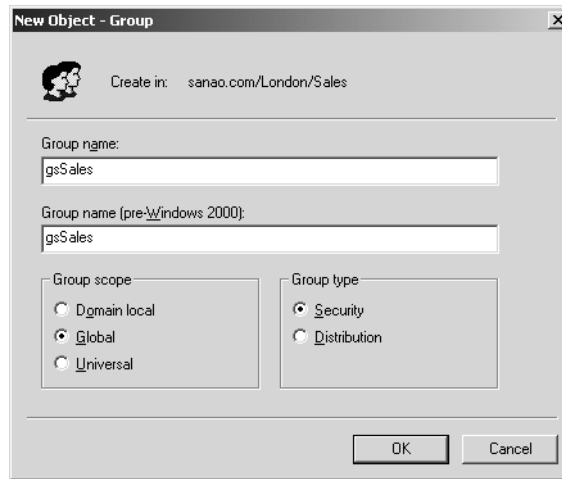 New Object - Group
Create in: sanao.com/London/Sales
Group name:
gsSales
Group name (pre-Windows 2000):
gsSales
Group scope
Domain local
Global
Universal
Group type
Security
Distribution
OK
Cancel